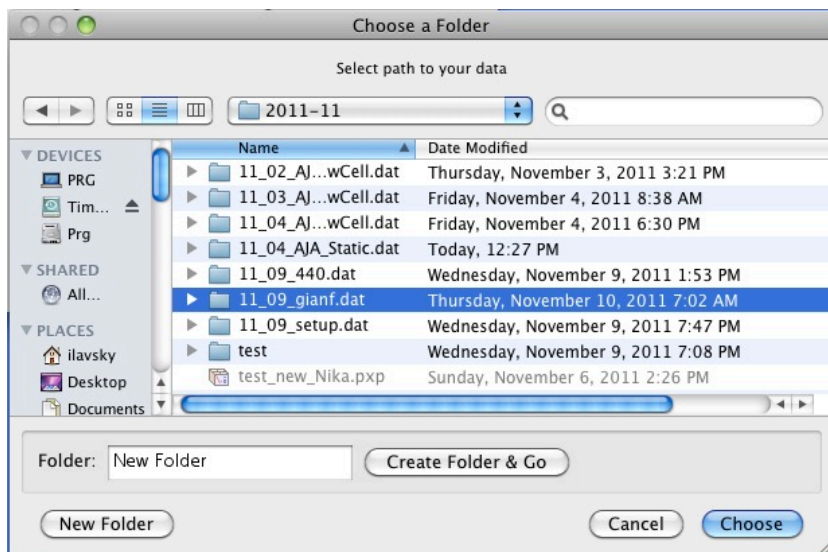 Choose a Folder
Select path to your data
2011-11
Name Date Modified
DEVICES
PRG
Tim...
Prg
SHARED
All...
PLACES
ilavsky
Desktop
Documents
11_02_AJ...wCell.dat Thursday, November 3, 2011 3:21 PM
11_03_AJ...wCell.dat Friday, November 4, 2011 8:38 AM
11_04_AJ...wCell.dat Friday, November 4, 2011 6:30 PM
11_04_AJA_Static.dat Today, 12:27 PM
11_09_440.dat Wednesday, November 9, 2011 1:53 PM
11_09_gianf.dat Thursday, November 10, 2011 7:02 AM
11_09_setup.dat Wednesday, November 9, 2011 7:47 PM
test Wednesday, November 9, 2011 7:08 PM
test_new_Nika.pxp Sunday, November 6, 2011 2:26 PM
Folder: New Folder Create Folder & Go
New Folder Cancel Choose